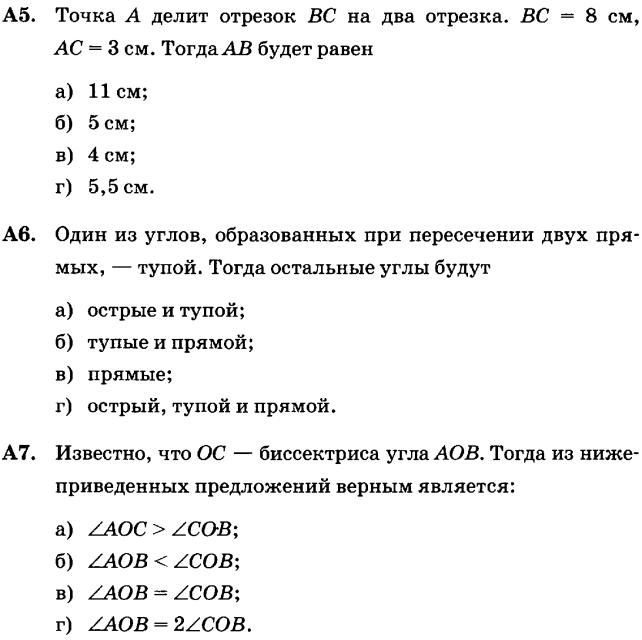 А5. Точка A делит отрезок BC на два отрезка. BC = 8 см,
AC = 3 см. Тогда AB будет равен
а) 11 см;
б) 5 см;
в) 4 см;
г) 5,5 см.
А6. Один из углов, образованных при пересечении двух пря-
мых, — тупой. Тогда остальные углы будут
а) острые и тупой;
б) тупые и прямой;
в) прямые;
г) острый, тупой и прямой.
А7. Известно, что OC — биссектриса угла AOB. Тогда из ниже-
приведенных предложений верным является:
а) ∠AOC > ∠COB;
б) ∠AOB < ∠COB;
в) ∠AOB = ∠COB;
г) ∠AOB = 2∠COB.